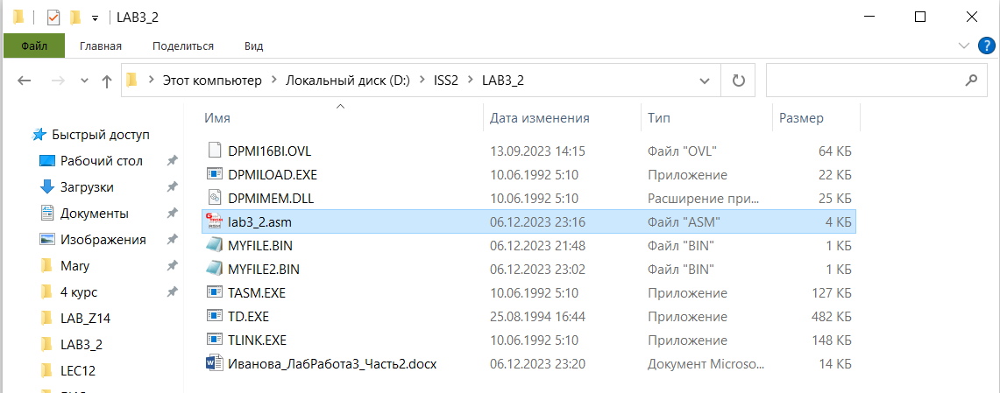 LAB3_2
Файл Главная Поделиться Вид
Этот компьютер Локальный диск (D:) ISS2 LAB3_2
Имя Дата изменения Тип Размер
Быстрый доступ
Рабочий стол
Загрузки
Документы
Изображения
Mary
4 курс
LAB_Z14
LAB3_2
LEC12
DPMI16BI.OVL 13.09.2023 14:15 Файл "OVL" 64 КБ
DPMILOAD.EXE 10.06.1992 5:10 Приложение 22 КБ
DPMIMEM.DLL 10.06.1992 5:10 Расширение при... 25 КБ
lab3_2.asm 06.12.2023 23:16 Файл "ASM" 4 КБ
MYFILE.BIN 06.12.2023 21:48 Файл "BIN" 1 КБ
MYFILE2.BIN 06.12.2023 23:02 Файл "BIN" 1 КБ
TASM.EXE 10.06.1992 5:10 Приложение 127 КБ
TD.EXE 25.08.1994 16:44 Приложение 482 КБ
TLINK.EXE 10.06.1992 5:10 Приложение 148 КБ
Иванова_ЛабРабота3_Часть2.docx 06.12.2023 23:20 Документ Microso... 14 КБ